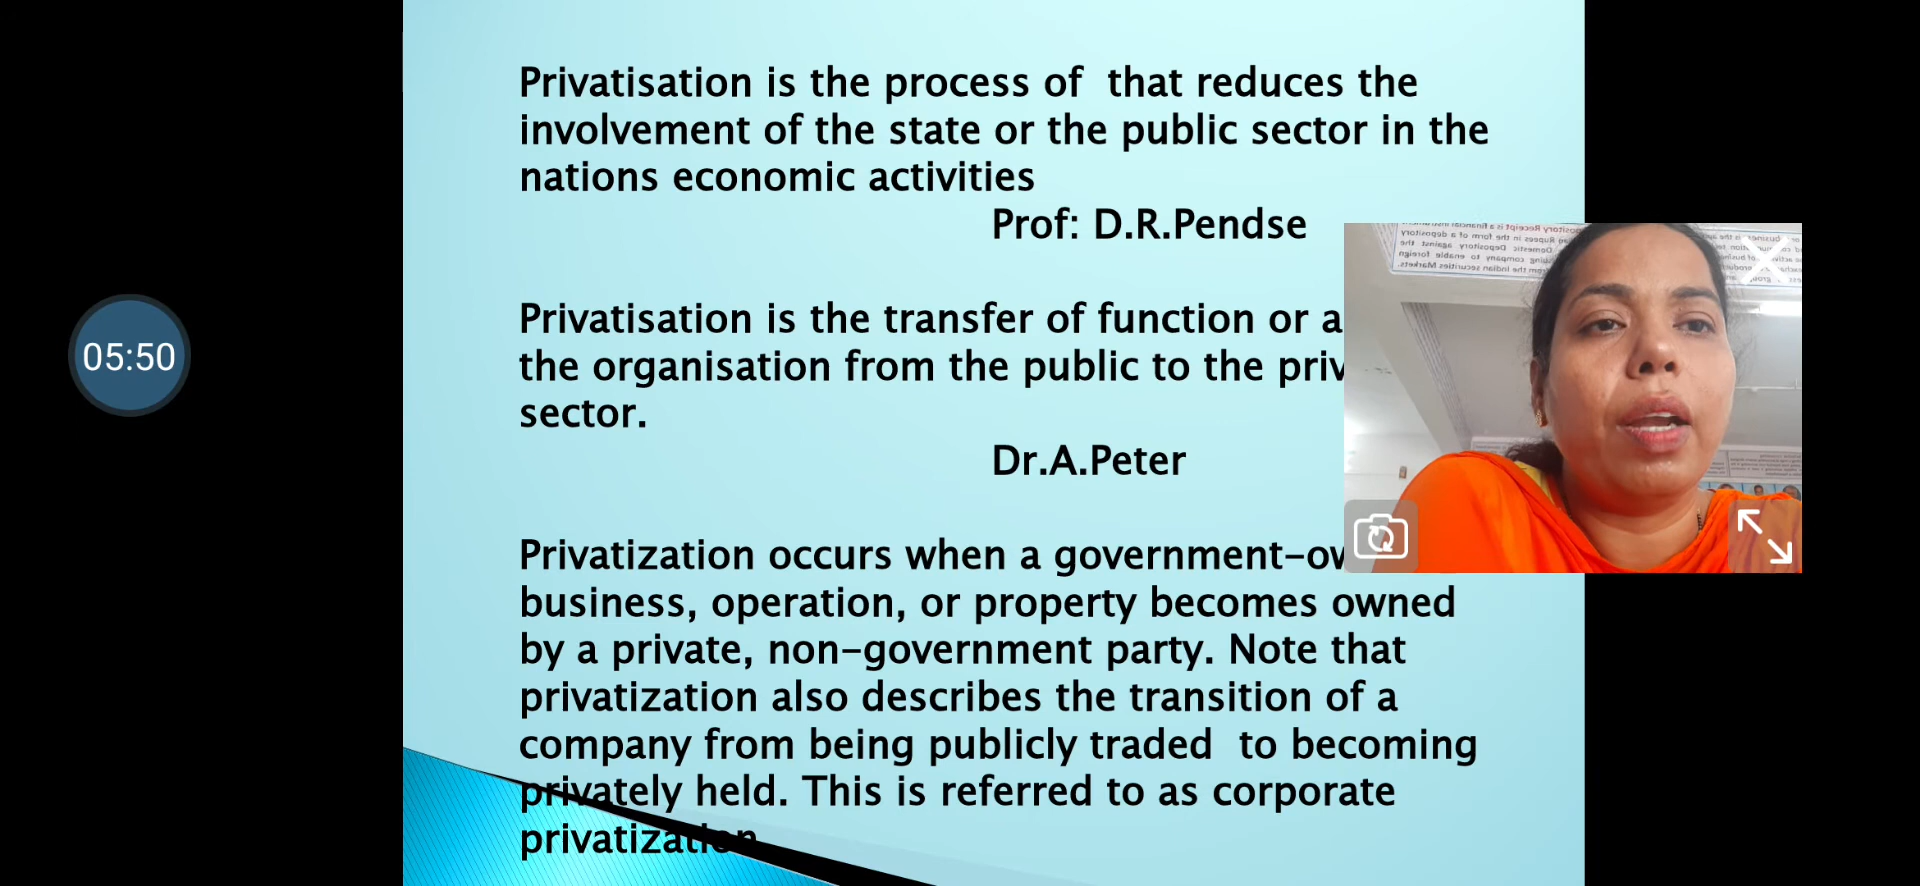 Privatisation is the process of  that reduces the
involvement of the state or the public sector in the
nations economic activities
Prof: D.R.Pendse
Privatisation is the transfer of function or
the organisation from the public to the
sector.
Dr.A.Peter
05:50
Privatization occurs when a
business, operation, or property becomes owned
by a private, non-government party. Note that
privatization also describes the transition of a
company from being publicly traded  to becoming
privately held. This is referred to as corporate
privatization